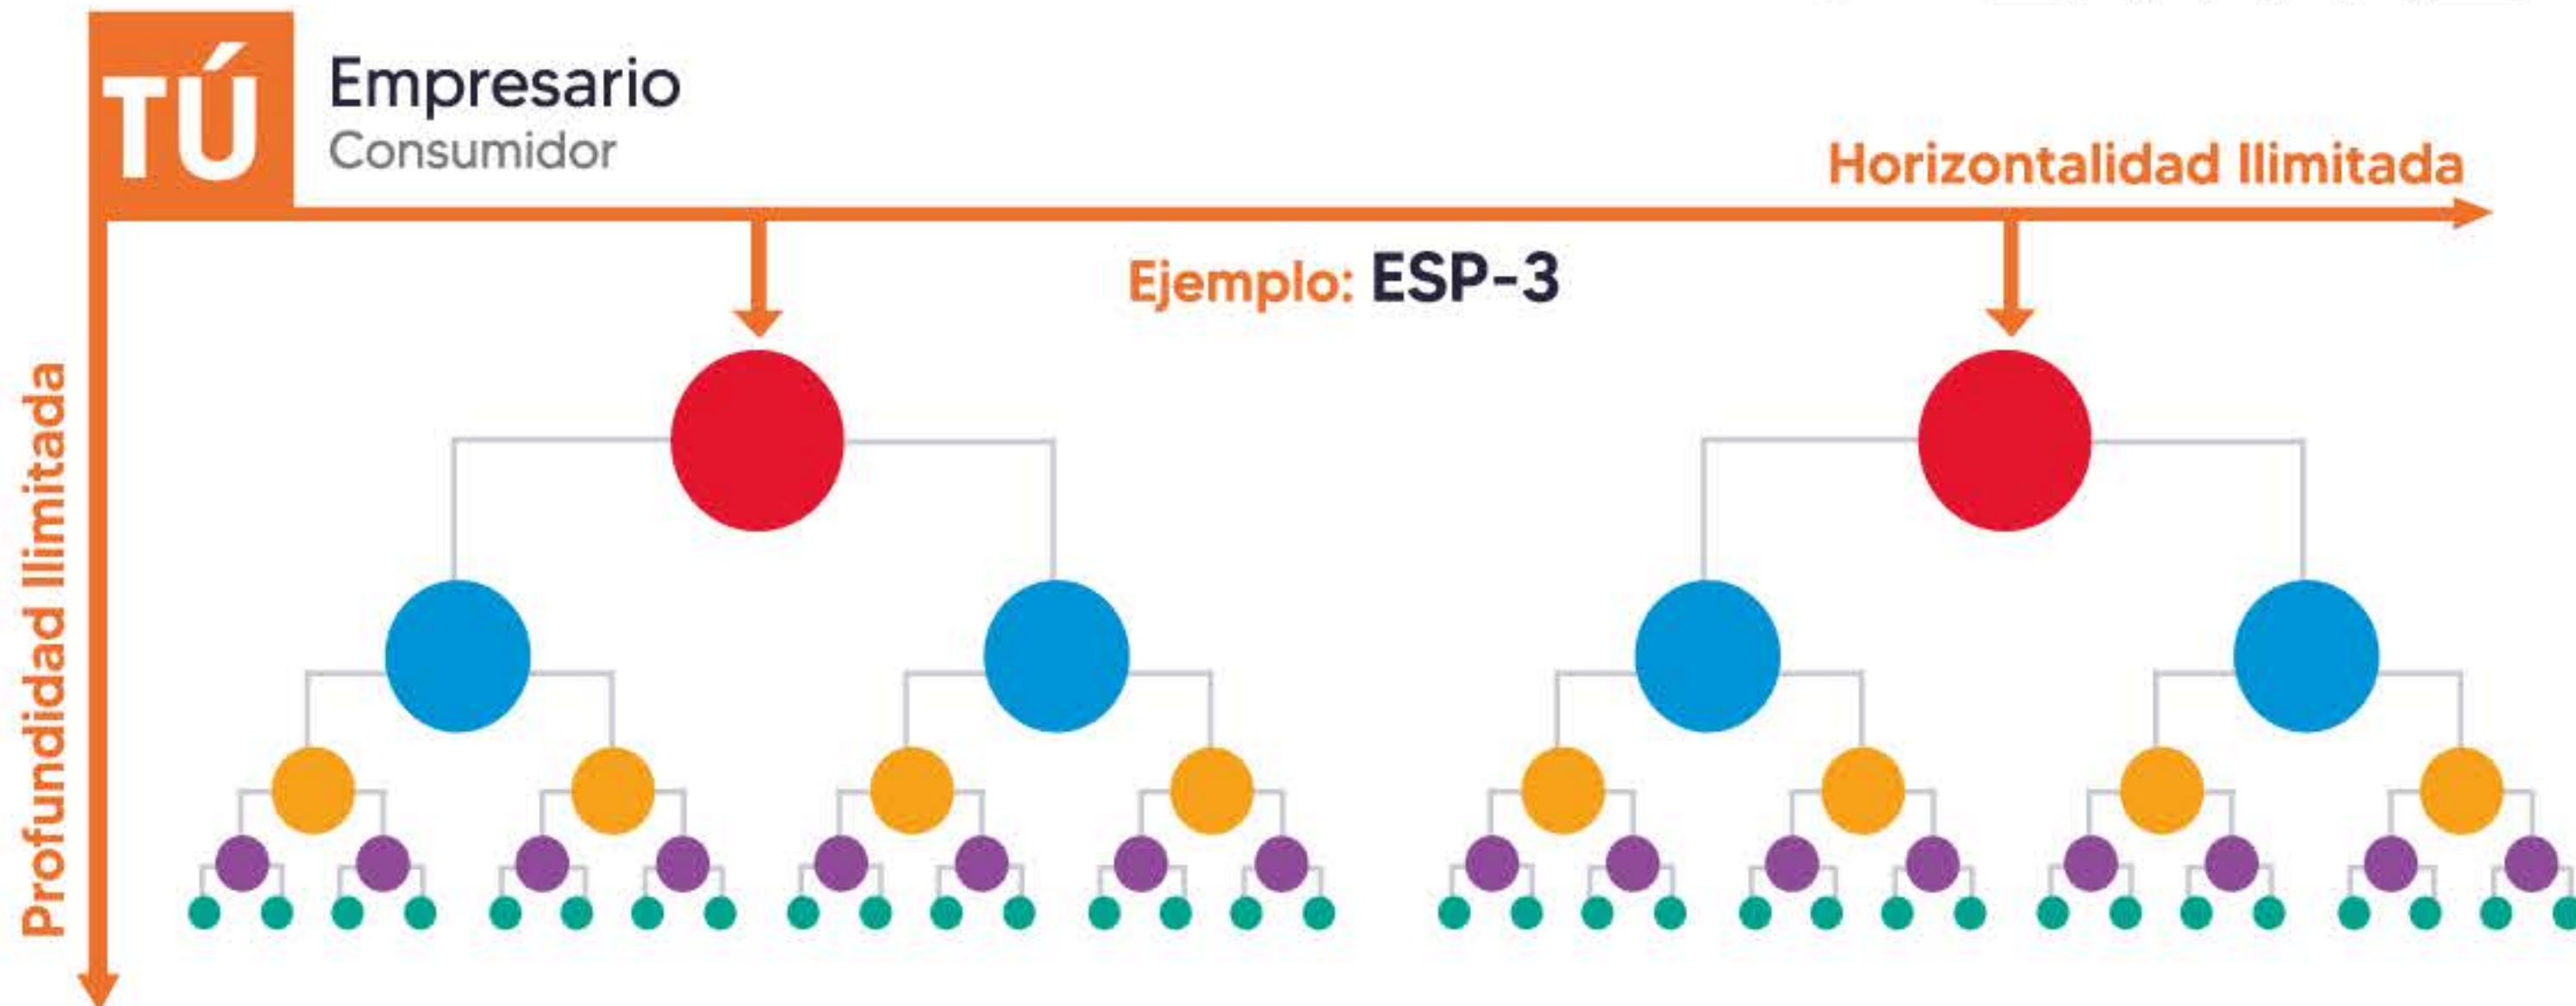 TÚ
Empresario
Consumidor
Horizontalidad Ilimitada
Ejemplo: ESP-3
Profundidad Ilimitada